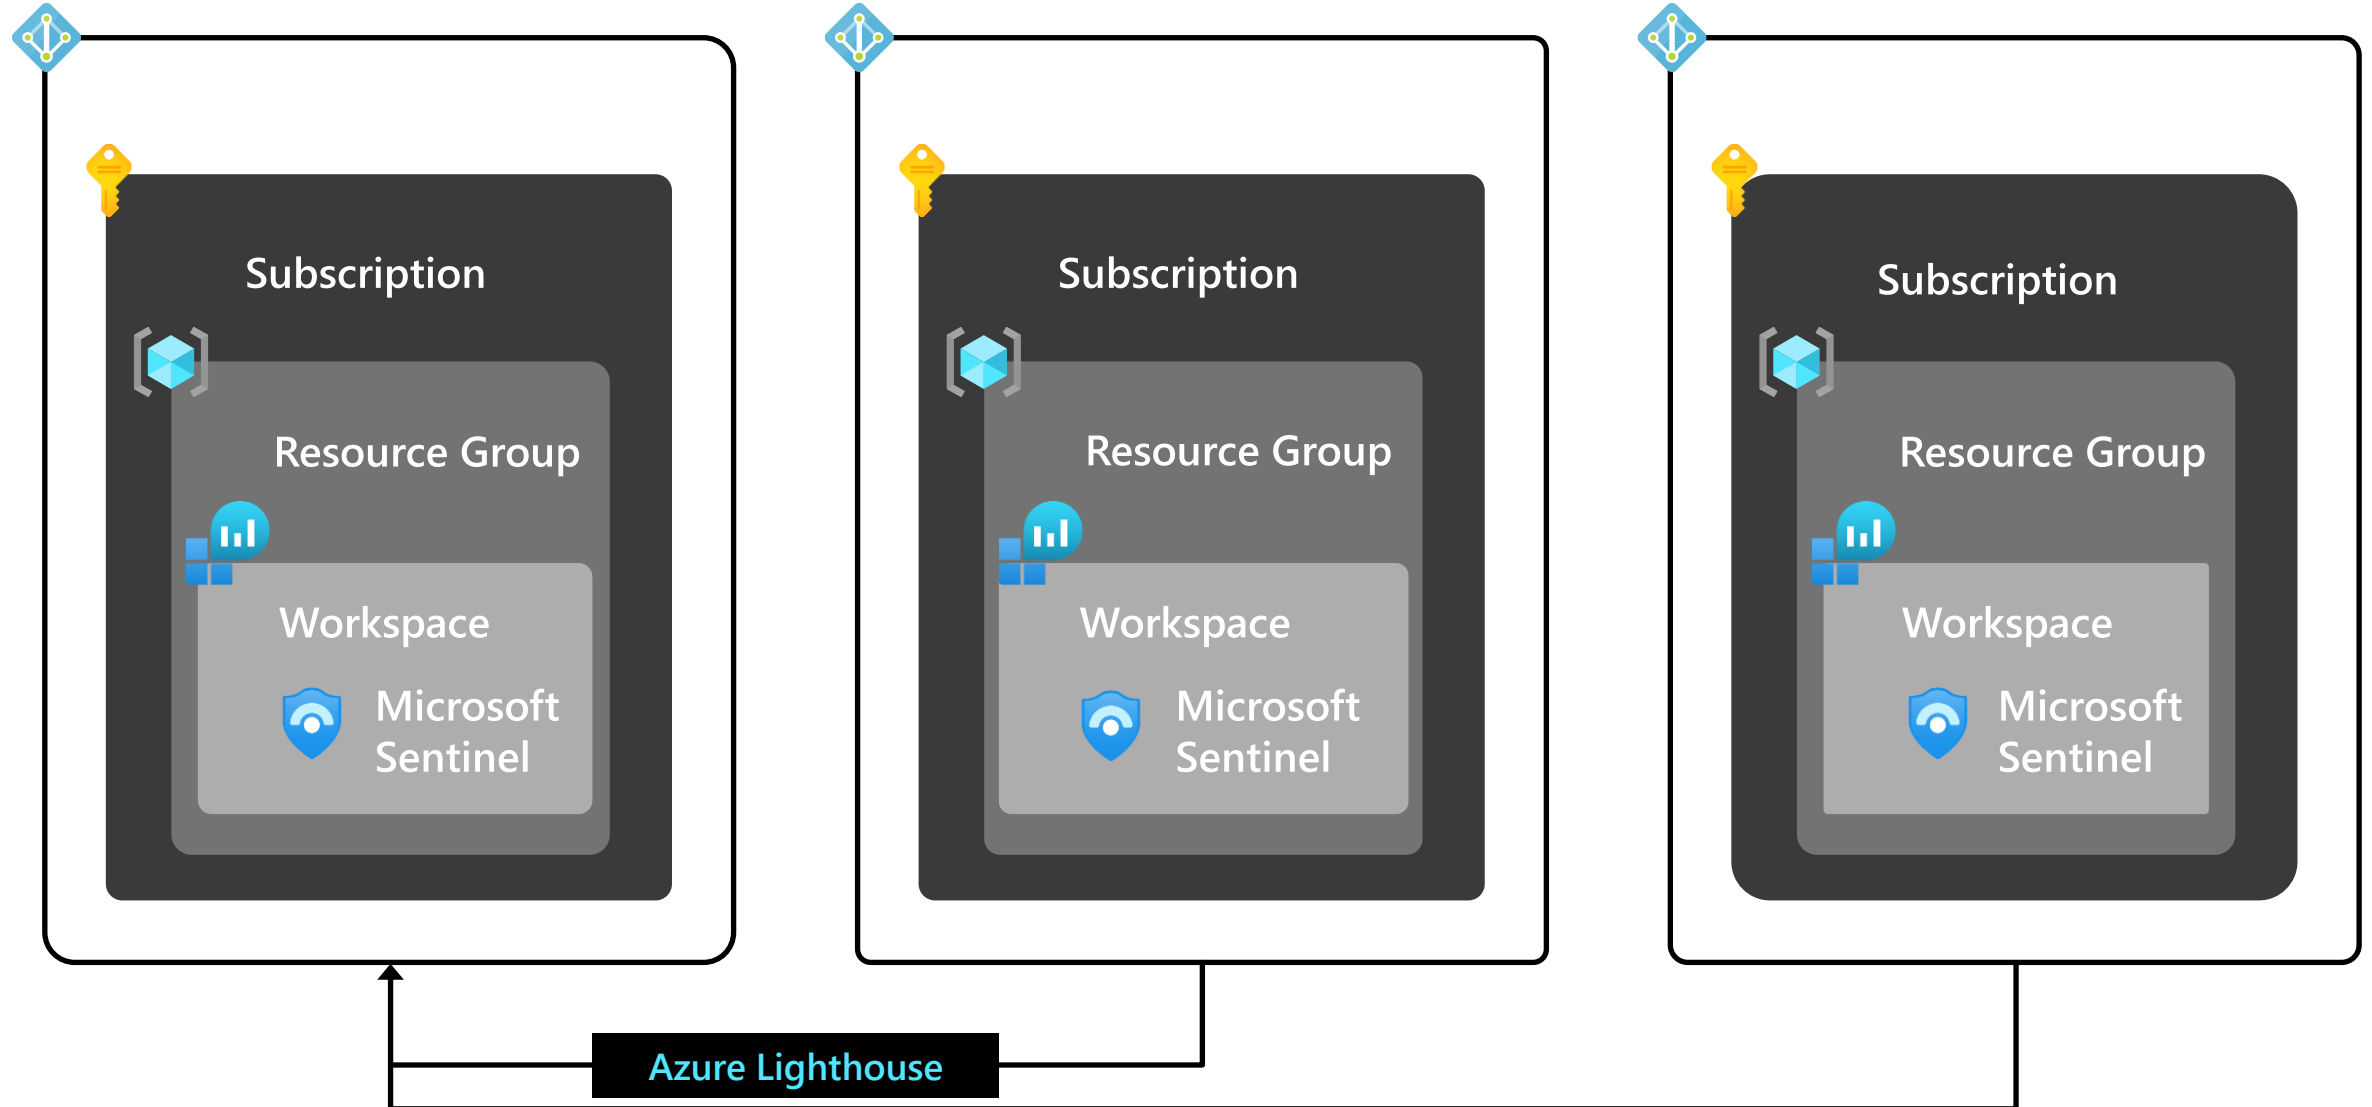 Subscription
Resource Group
Workspace
Microsoft
Sentinel
Subscription
Resource Group
Workspace
Microsoft
Sentinel
Subscription
Resource Group
Workspace
Microsoft
Sentinel
Azure Lighthouse